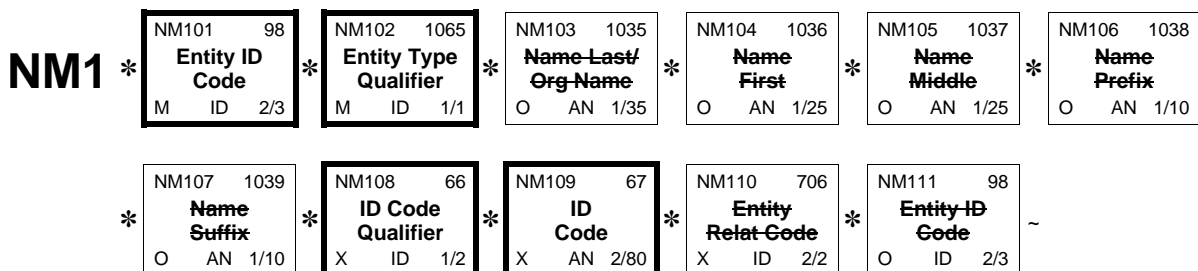 NM101 98 NM102 1065 NM103 1035 NM104 1036 NM105 1037 NM106 1038
NM1 * Entity ID * Entity Type * Name Last/ * Name * Name * Name
Code Qualifier Org Name First Middle Prefix
M ID 2/3 M ID 1/1 O AN 1/35 O AN 1/25 O AN 1/25 O AN 1/10
NM107 1039 NM108 66 NM109 67 NM110 706 NM111 98
* Name * ID Code * ID * Entity * Entity ID ~
Suffix Qualifier Code Relat Code Code
O AN 1/10 X ID 1/2 X AN 2/80 X ID 2/2 O ID 2/3